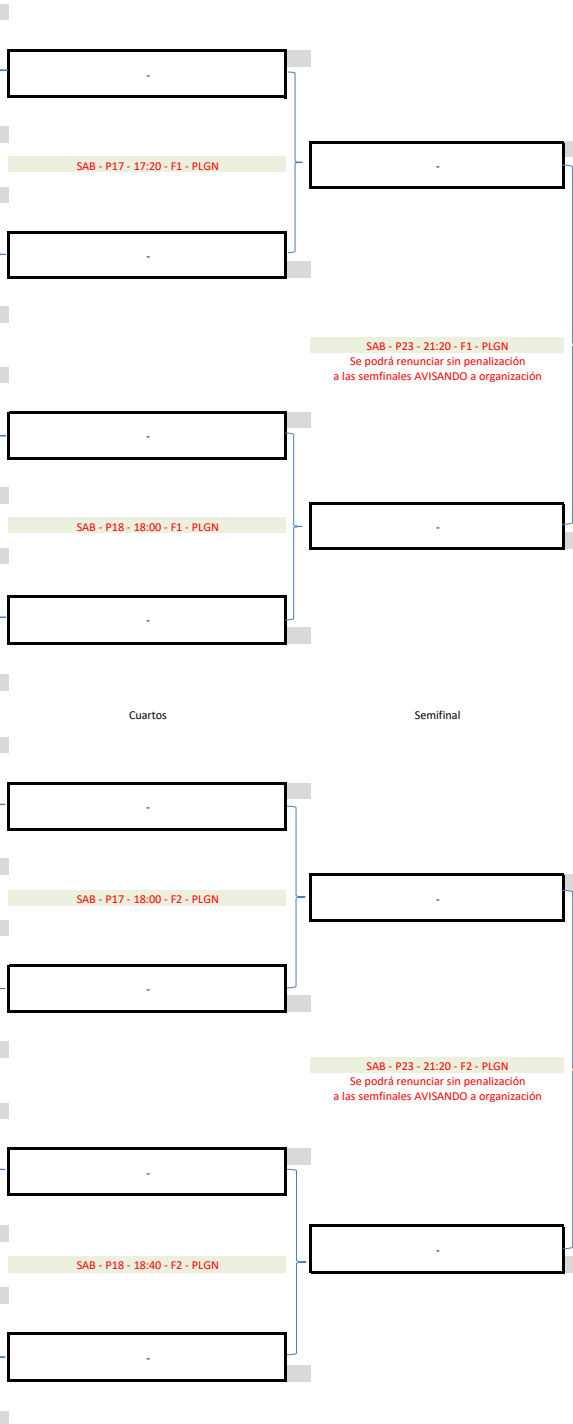 -
SAB - P17 - 17:20 - F1 - PLGN
-
-
SAB - P23 - 21:20 - F1 - PLGN
Se podrá renunciar sin penalización
a las semfinales AVISANDO a organización
-
SAB - P18 - 18:00 - F1 - PLGN
-
-
Cuartos
Semifinal
-
SAB - P17 - 18:00 - F2 - PLGN
-
-
SAB - P23 - 21:20 - F2 - PLGN
Se podrá renunciar sin penalización
a las semfinales AVISANDO a organización
-
SAB - P18 - 18:40 - F2 - PLGN
-
-